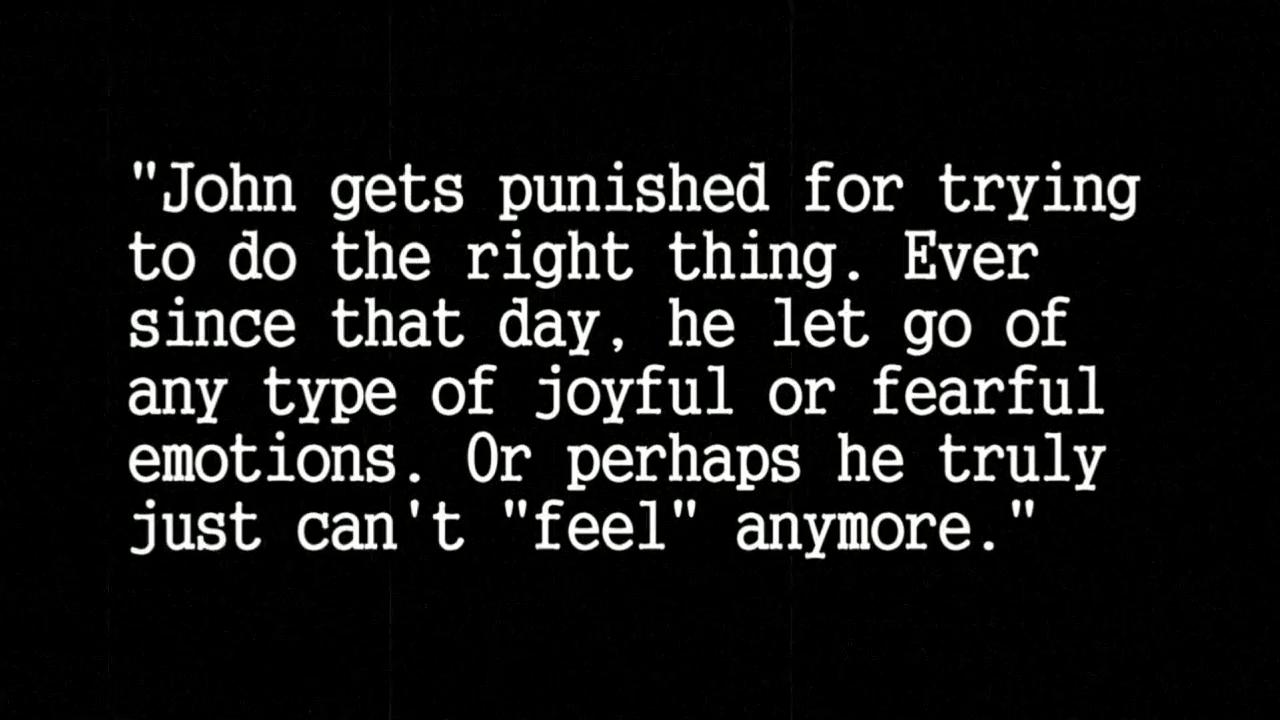 "John gets punished for trying
to do the right thing. Ever
since that day, he let go of
any type of joyful or fearful
emotions. Or perhaps he truly
just can't "feel" anymore."